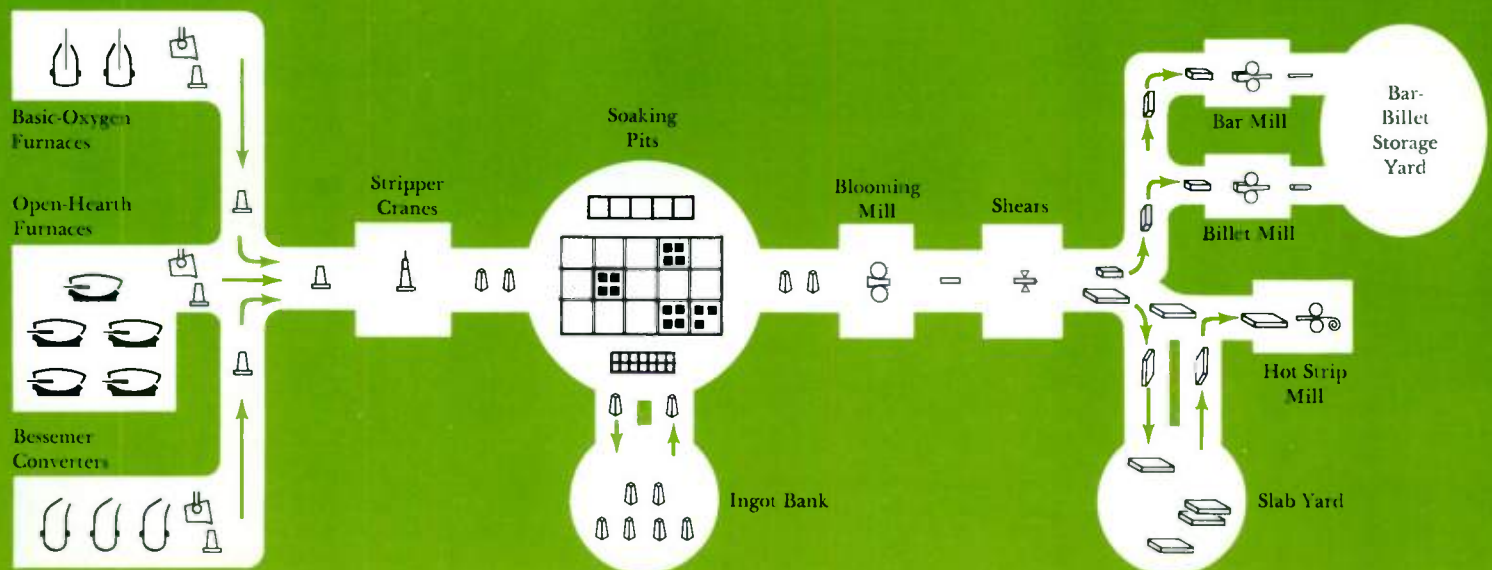 Basic-Oxygen
Furnaces
Open-Hearth
Furnaces
Bessemer
Converters
Stripper
Cranes
Soaking
Pits
Ingot Bank
Blooming
Mill
Shears
Bar Mill
Billet Mill
Bar-
Billet
Storage
Yard
Hot Strip
Mill
Slab Yard